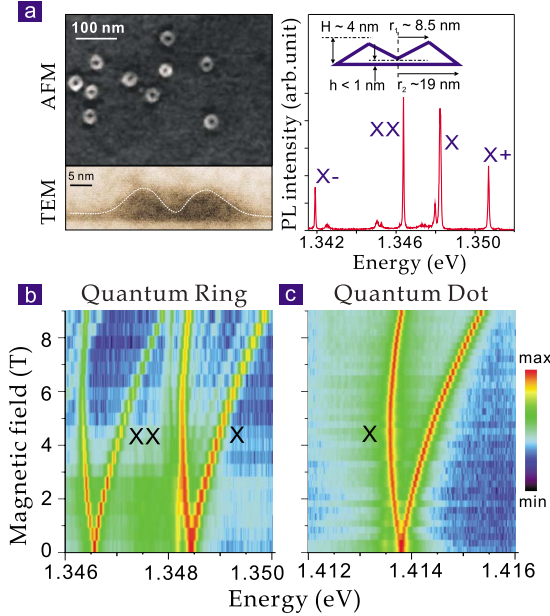 a
100 nm
AFM
5 nm
TEM
H ~ 4 nm
r₁ ~ 8.5 nm
h < 1 nm
r₂ ~19 nm
PL intensity (arb.unit)
X-
XX
X
X+
1.342
1.346
1.350
Energy (eV)
b
Quantum Ring
c
Quantum Dot
Magnetic field (T)
8
6
4
2
0
XX
X
X
max
min
1.346
1.348
1.350
1.412
1.414
1.416
Energy (eV)